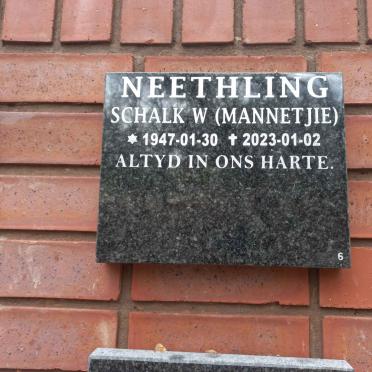 NEETHLING
SCHALK W (MANNETJIE)
✡ 1947-01-30 ✝ 2023-01-02
ALTYD IN ONS HARTE.
6